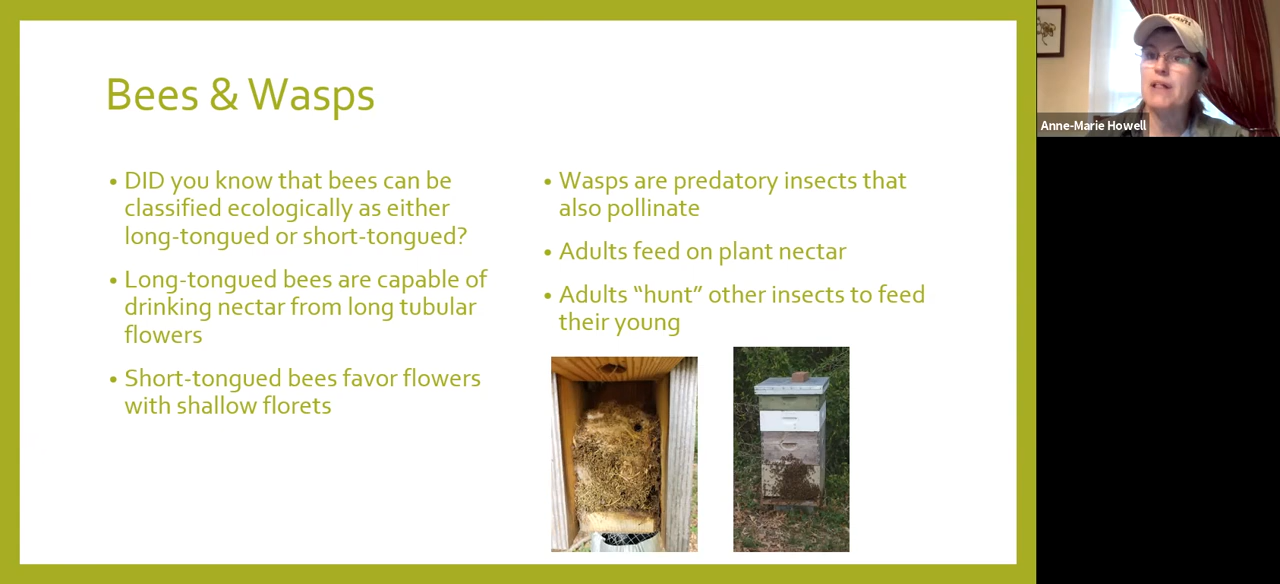 Bees & Wasps
• DID you know that bees can be
classified ecologically as either
long-tongued or short-tongued?
• Long-tongued bees are capable of
drinking nectar from long tubular
flowers
• Short-tongued bees favor flowers
with shallow florets
• Wasps are predatory insects that
also pollinate
• Adults feed on plant nectar
• Adults “hunt” other insects to feed
their young
Anne-Marie Howell